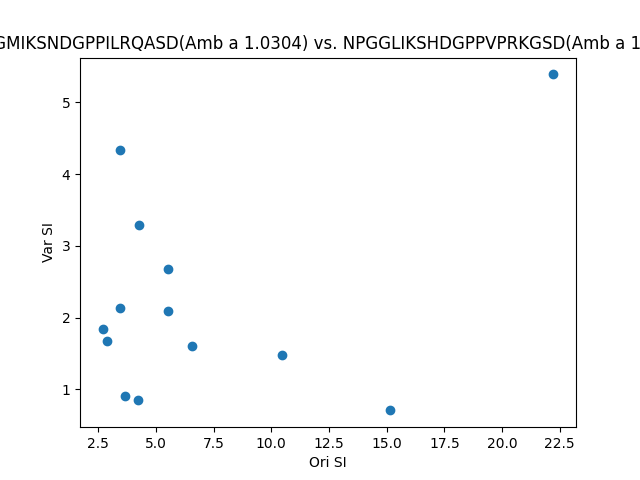 GMIKSNDGPPILRQASD(Amb a 1.0304) vs. NPGGLIKSHDGPPVPRKGSD(Amb a 1
5
4
3
2
1
Var SI
2.5 5.0 7.5 10.0 12.5 15.0 17.5 20.0 22.5
Ori SI